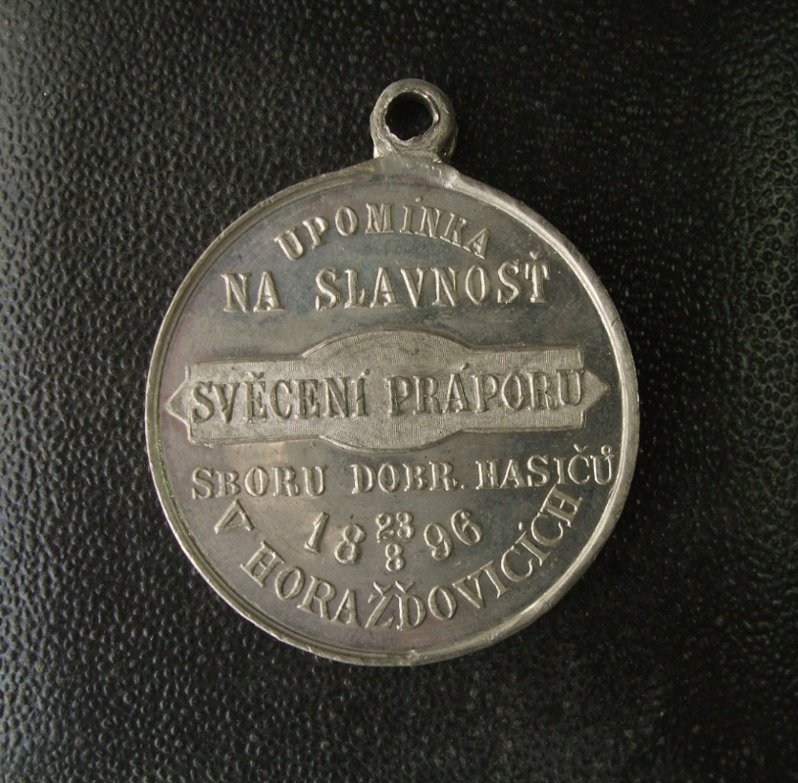 UPOMÍNKA
NA SLAVNOSŤ
SVĚCENÍ PRÁPORU
SBORU DOBR. HASIČŮ
18 23/8 96
V HORAŽĎOVICÍCH